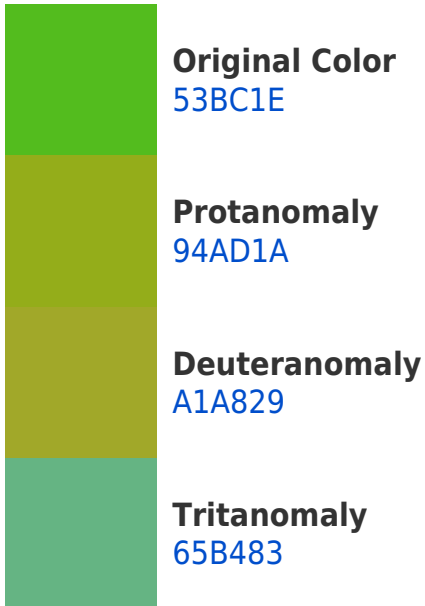 Original Color
53BC1E
Protanomaly
94AD1A
Deuteranomaly
A1A829
Tritanomaly
65B483